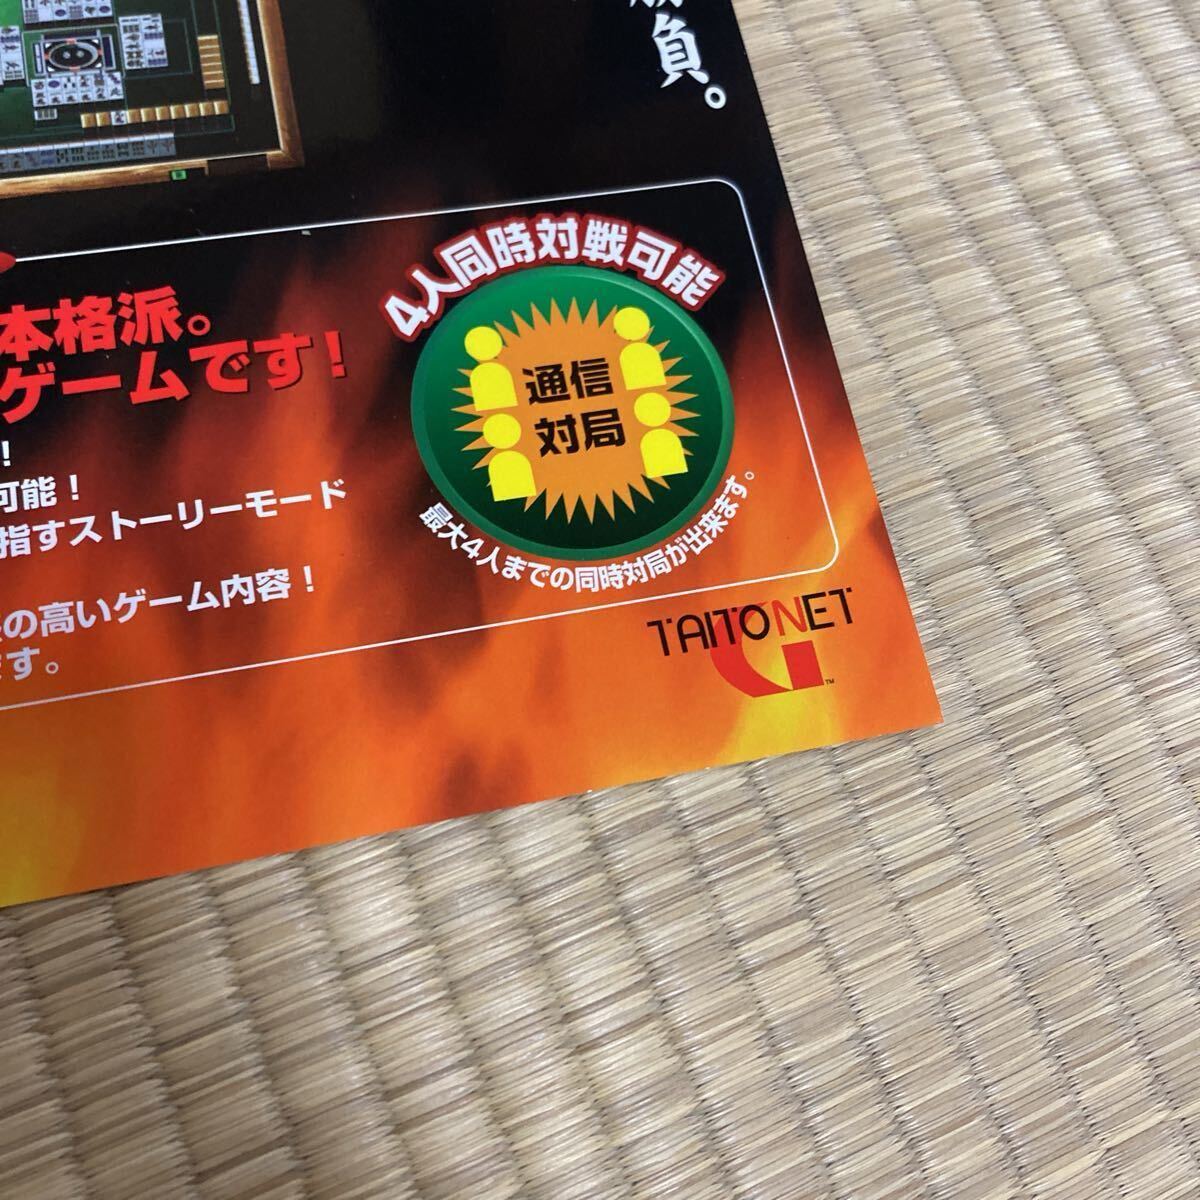 負。
本格派。
ゲームです！
！
可能！
指すストーリーモード
の高いゲーム内容！
ます。
4人同時対戦可能
通信
対局
最大4人までの同時対局が出来ます。
TAITO NET
G
™